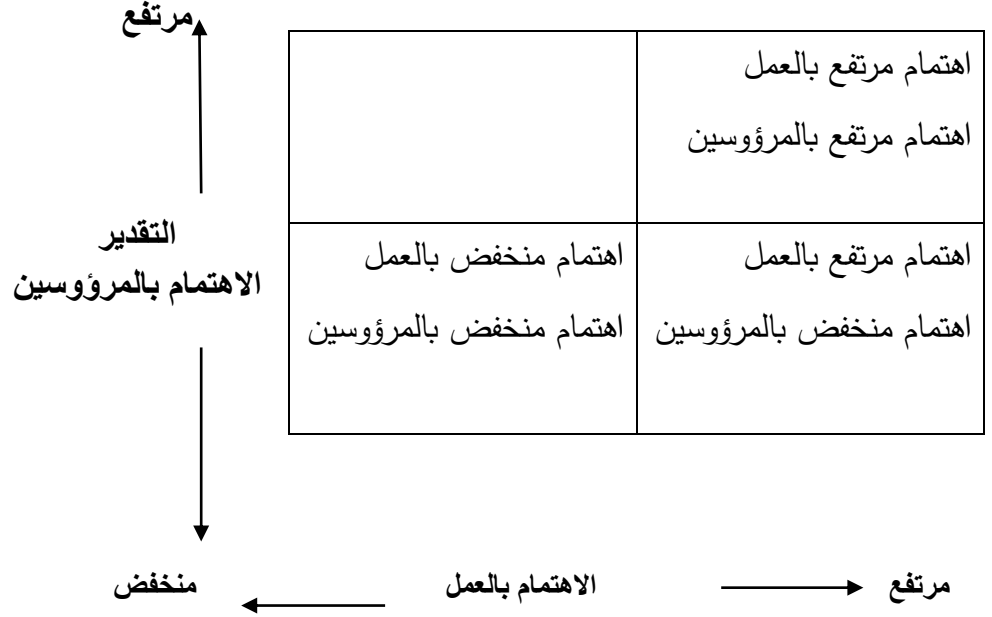 مرتفع
اهتمام مرتفع بالعمل
اهتمام مرتفع بالمرؤوسين
التقدير
الاهتمام بالمرؤوسين
اهتمام مرتفع بالعمل
اهتمام منخفض بالمرؤوسين
اهتمام منخفض بالعمل
اهتمام منخفض بالمرؤوسين
مرتفع
الاهتمام بالعمل
منخفض